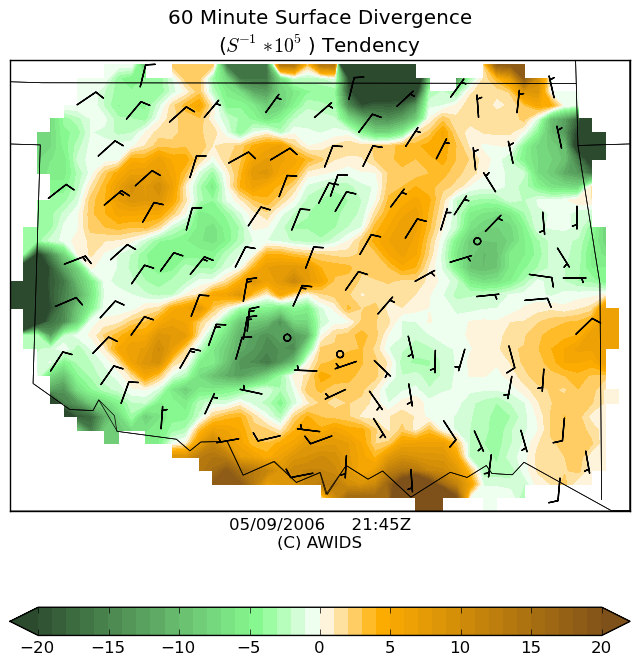 60 Minute Surface Divergence
(S⁻¹ *10⁵ ) Tendency
05/09/2006 21:45Z
(C) AWIDS
−20 −15 −10 −5 0 5 10 15 20